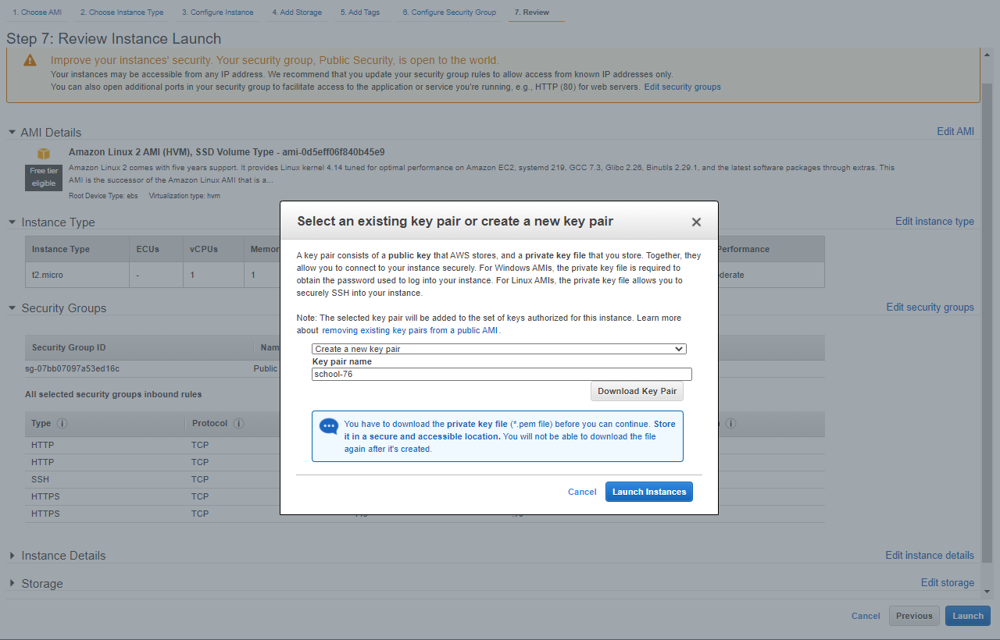 1. Choose AMI 2. Choose Instance Type 3. Configure Instance 4. Add Storage 5. Add Tags 6. Configure Security Group 7. Review
Step 7: Review Instance Launch
Improve your instances' security. Your security group, Public Security, is open to the world.
Your instances may be accessible from any IP address. We recommend that you update your security group rules to allow access from known IP addresses only.
You can also open additional ports in your security group to facilitate access to the application or service you're running, e.g., HTTP (80) for web servers. Edit security groups
AMI Details Edit AMI
Amazon Linux 2 AMI (HVM), SSD Volume Type - ami-0d5eff06f840b45e9
Free tier
eligible
Amazon Linux 2 comes with five years support. It provides Linux kernel 4.14 tuned for optimal performance on Amazon EC2, systemd 219, GCC 7.3, Glibc 2.26, Binutils 2.29.1, and the latest software packages through extras. This
AMI is the successor of the Amazon Linux AMI that is a...
Root Device Type: ebs Virtualization type: hvm
Instance Type Edit instance type
Instance Type ECUs vCPUs Memor Performance
t2.micro - 1 1 derate
Security Groups Edit security groups
Security Group ID Nam
sg-07bb07097a53ed16c Public
All selected security groups inbound rules
Type Protocol
HTTP TCP
HTTP TCP
SSH TCP
HTTPS TCP
HTTPS TCP
Instance Details Edit instance details
Storage Edit storage
Cancel Previous Launch
Select an existing key pair or create a new key pair
A key pair consists of a public key that AWS stores, and a private key file that you store. Together, they
allow you to connect to your instance securely. For Windows AMIs, the private key file is required to
obtain the password used to log into your instance. For Linux AMIs, the private key file allows you to
securely SSH into your instance.
Note: The selected key pair will be added to the set of keys authorized for this instance. Learn more
about removing existing key pairs from a public AMI .
Create a new key pair
Key pair name
school-76
Download Key Pair
You have to download the private key file (*.pem file) before you can continue. Store
it in a secure and accessible location. You will not be able to download the file
again after it's created.
Cancel Launch Instances